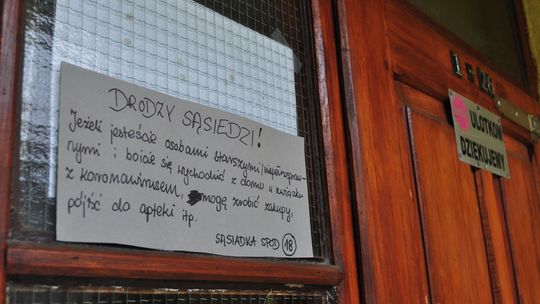 DRODZY SĄSIEDZI!
Jeżeli jesteście osobami starszymi/niepełnospraw-
nymi i boicie się wychodzić z domu w związku
z koronawirusem, mogę zrobić zakupy,
pójść do apteki itp.
SĄSIADKA SPOD 18
ULOTKOM
DZIĘKUJEMY